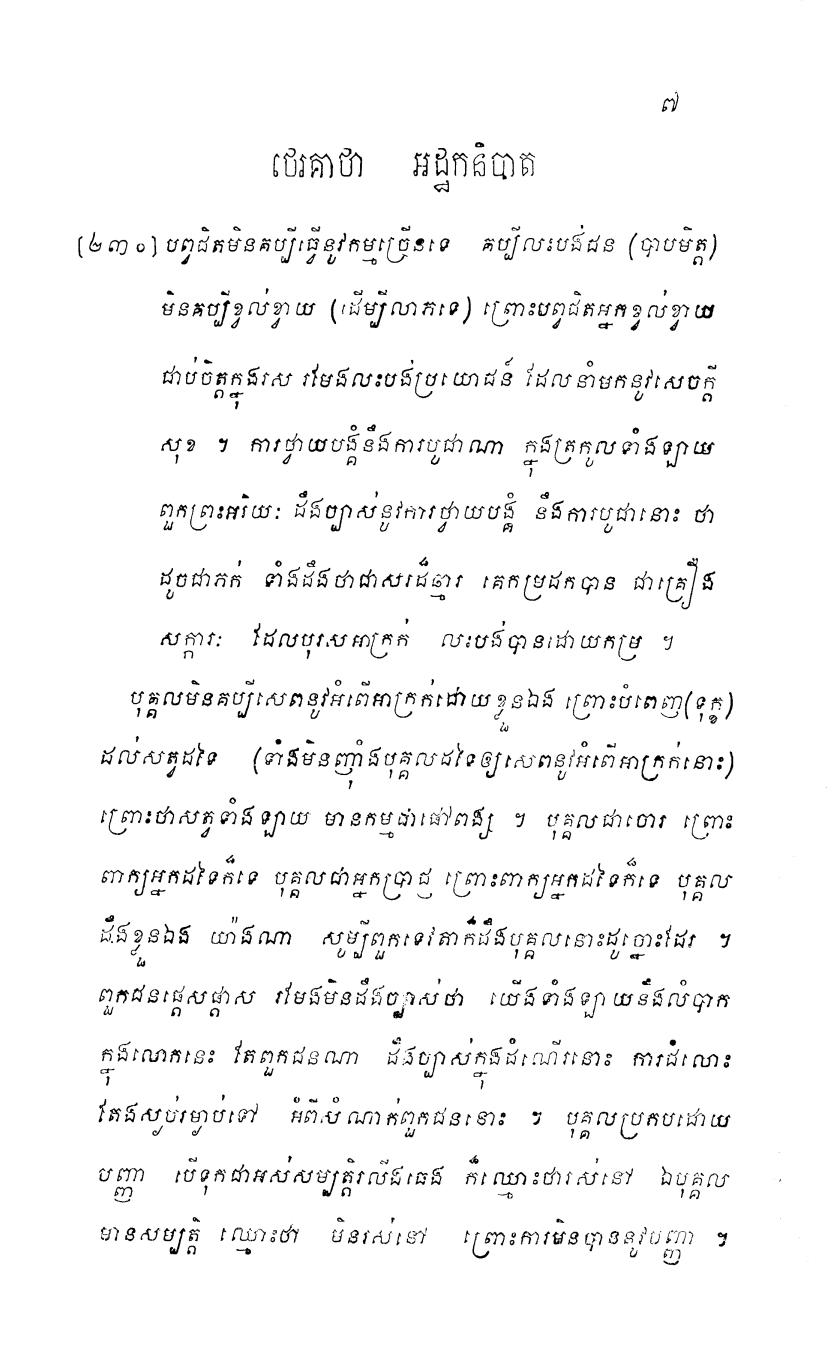 ៧
ថេរគាថា អដ្ឋកនិបាត
[២៣០] បព្វជិតមិនគប្បីធ្វើនូវកម្មច្រើនទេ គប្បីលះបង់ជន (បាបមិត្ត)
មិនគប្បីខ្វល់ខ្វាយ (ដើម្បីលាភទេ) ព្រោះបព្វជិតអ្នកខ្វល់ខ្វាយ
ជាប់ចិត្តក្នុងរស រមែងលះបង់ប្រយោជន៍ ដែលនាំមកនូវសេចក្តី
សុខ ។ ការថ្វាយបង្គំនឹងការបូជាណា ក្នុងត្រកូលទាំងឡាយ
ពួកព្រះអរិយៈ ដឹងច្បាស់នូវការថ្វាយបង្គំ នឹងការបូជានោះ ថា
ដូចជាភក់ ទាំងដឹងថាជាសរដ៏ឆ្មារ គេកម្រដកបាន ជាគ្រឿង
សក្ការៈ ដែលបុរសអាក្រក់ លះបង់បានដោយកម្រ ។
បុគ្គលមិនគប្បីសេពនូវអំពើអាក្រក់ដោយខ្លួនឯង ព្រោះបំពេញ(ទុក្ខ)
ដល់សត្វដទៃ (ទាំងមិនញ៉ាំងបុគ្គលដទៃឲ្យសេពនូវអំពើអាក្រក់នោះ)
ព្រោះថាសត្វទាំងឡាយ មានកម្មជាផៅពង្ស ។ បុគ្គលជាចោរ ព្រោះ
ពាក្យអ្នកដទៃក៏ទេ បុគ្គលជាអ្នកប្រាជ្ញ ព្រោះពាក្យអ្នកដទៃក៏ទេ បុគ្គល
ដឹងខ្លួនឯង យ៉ាងណា សូម្បីពួកទេវតាក៏ដឹងបុគ្គលនោះដូច្នោះដែរ ។
ពួកជនផ្តេសផ្តាស រមែងមិនដឹងច្បាស់ថា យើងទាំងឡាយនឹងលំបាក
ក្នុងលោកនេះ តែពួកជនណា ដឹងច្បាស់ក្នុងដំណើរនោះ ការជំលោះ
តែងស្ងប់រម្ងាប់ទៅ អំពីសំណាក់ពួកជននោះ ។ បុគ្គលប្រកបដោយ
បញ្ញា បើទុកជាអស់សម្បត្តិរលីងធេង ក៏ឈ្មោះថារស់នៅ ឯបុគ្គល
មានសម្បត្តិ ឈ្មោះថា មិនរស់នៅ ព្រោះការមិនបាននូវបញ្ញា ។